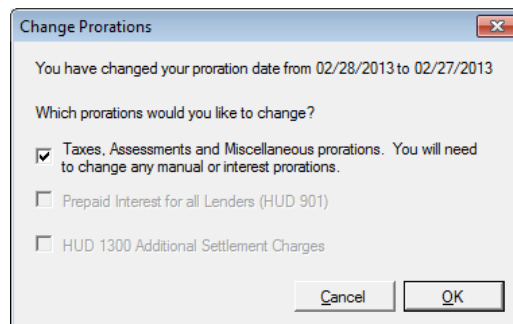 Change Prorations
You have changed your proration date from 02/28/2013 to 02/27/2013
Which prorations would you like to change?
Taxes, Assessments and Miscellaneous prorations.  You will need
to change any manual or interest prorations.
Prepaid Interest for all Lenders (HUD 901)
HUD 1300 Additional Settlement Charges
Cancel
OK